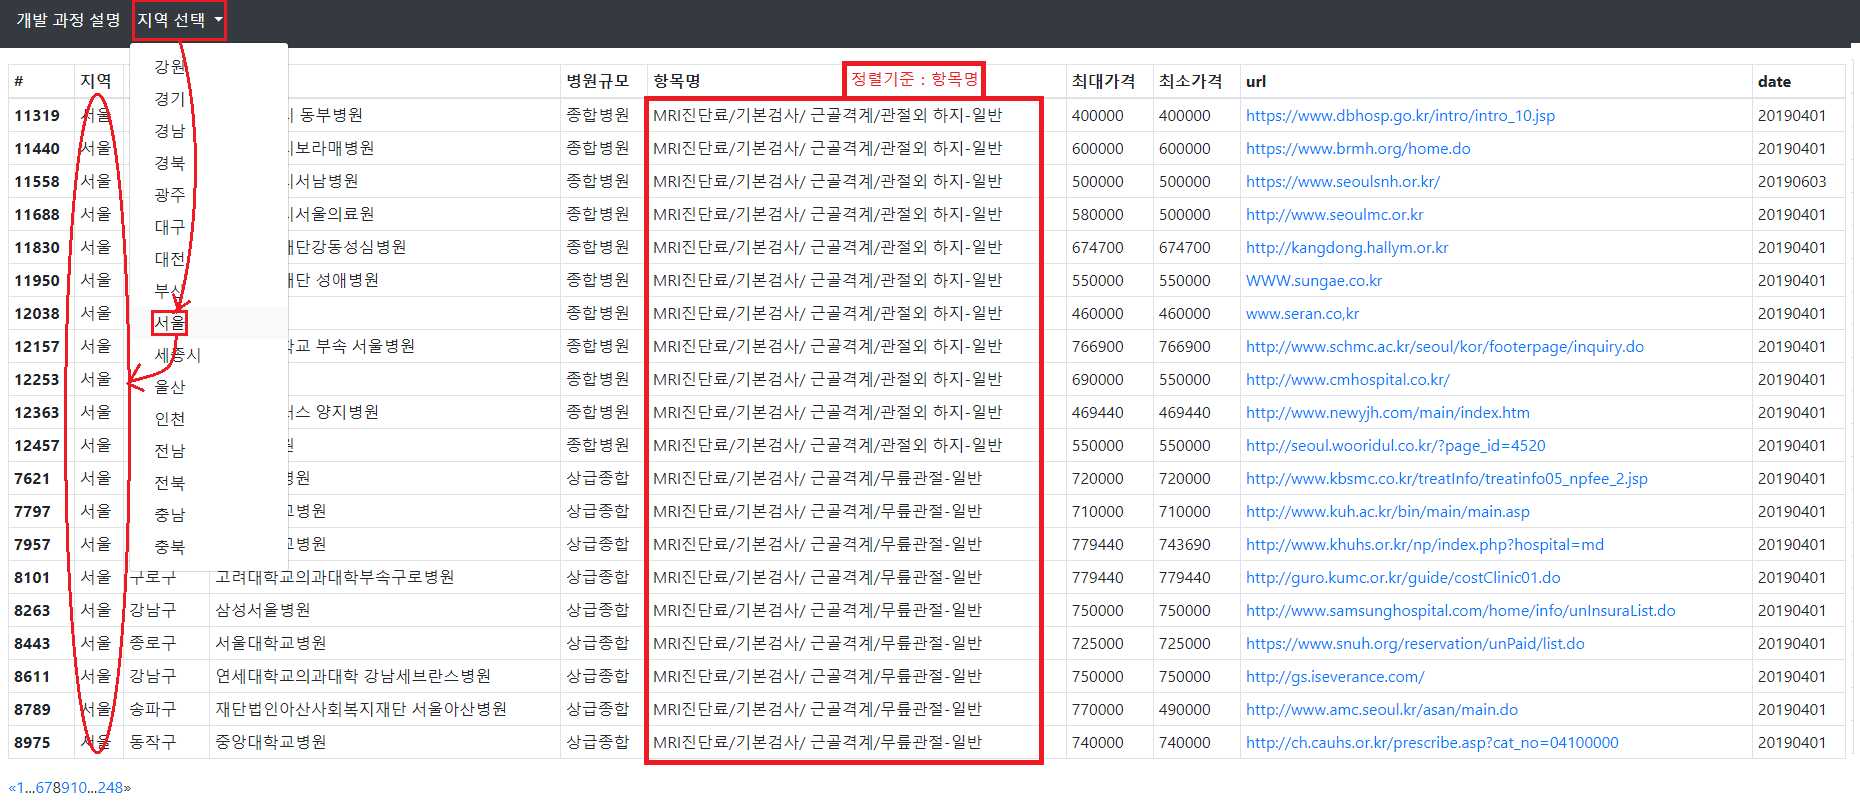 개발 과정 설명 지역 선택
강원
경기
경남
경북
광주
대구
대전
부산
서울
세종시
울산
인천
전남
전북
충남
충북
# 지역 병원규모 항목명 정렬기준 : 항목명 최대가격 최소가격 url date
11319 서울 동부병원 종합병원 MRI진단료/기본검사/ 근골격계/관절외 하지-일반 400000 400000 https://www.dbhosp.go.kr/intro/intro_10.jsp 20190401
11440 서울 보라매병원 종합병원 MRI진단료/기본검사/ 근골격계/관절외 하지-일반 600000 600000 https://www.brmh.org/home.do 20190401
11558 서울 서남병원 종합병원 MRI진단료/기본검사/ 근골격계/관절외 하지-일반 500000 500000 https://www.seoulsnh.or.kr/ 20190603
11688 서울 서울의료원 종합병원 MRI진단료/기본검사/ 근골격계/관절외 하지-일반 580000 500000 http://www.seoulmc.or.kr 20190401
11830 서울 단강동성심병원 종합병원 MRI진단료/기본검사/ 근골격계/관절외 하지-일반 674700 674700 http://kangdong.hallym.or.kr 20190401
11950 서울 단 성애병원 종합병원 MRI진단료/기본검사/ 근골격계/관절외 하지-일반 550000 550000 WWW.sungae.co.kr 20190401
12038 서울 종합병원 MRI진단료/기본검사/ 근골격계/관절외 하지-일반 460000 460000 www.seran.co,kr 20190401
12157 서울 교 부속 서울병원 종합병원 MRI진단료/기본검사/ 근골격계/관절외 하지-일반 766900 766900 http://www.schmc.ac.kr/seoul/kor/footerpage/inquiry.do 20190401
12253 서울 종합병원 MRI진단료/기본검사/ 근골격계/관절외 하지-일반 690000 550000 http://www.cmhospital.co.kr/ 20190401
12363 서울 스 양지병원 종합병원 MRI진단료/기본검사/ 근골격계/관절외 하지-일반 469440 469440 http://www.newyjh.com/main/index.htm 20190401
12457 서울 종합병원 MRI진단료/기본검사/ 근골격계/관절외 하지-일반 550000 550000 http://seoul.wooridul.co.kr/?page_id=4520 20190401
7621 서울 병원 상급종합 MRI진단료/기본검사/ 근골격계/무릎관절-일반 720000 720000 http://www.kbsmc.co.kr/treatInfo/treatinfo05_npfee_2.jsp 20190401
7797 서울 교병원 상급종합 MRI진단료/기본검사/ 근골격계/무릎관절-일반 710000 710000 http://www.kuh.ac.kr/bin/main/main.asp 20190401
7957 서울 교병원 상급종합 MRI진단료/기본검사/ 근골격계/무릎관절-일반 779440 743690 http://www.khuhs.or.kr/np/index.php?hospital=md 20190401
8101 서울 구로구 고려대학교의과대학부속구로병원 상급종합 MRI진단료/기본검사/ 근골격계/무릎관절-일반 779440 779440 http://guro.kumc.or.kr/guide/costClinic01.do 20190401
8263 서울 강남구 삼성서울병원 상급종합 MRI진단료/기본검사/ 근골격계/무릎관절-일반 750000 750000 http://www.samsunghospital.com/home/info/unInsuraList.do 20190401
8443 서울 종로구 서울대학교병원 상급종합 MRI진단료/기본검사/ 근골격계/무릎관절-일반 725000 725000 https://www.snuh.org/reservation/unPaid/list.do 20190401
8611 서울 강남구 연세대학교의과대학 강남세브란스병원 상급종합 MRI진단료/기본검사/ 근골격계/무릎관절-일반 750000 750000 http://gs.iseverance.com/ 20190401
8789 서울 송파구 재단법인아산사회복지재단 서울아산병원 상급종합 MRI진단료/기본검사/ 근골격계/무릎관절-일반 770000 490000 http://www.amc.seoul.kr/asan/main.do 20190401
8975 서울 동작구 중앙대학교병원 상급종합 MRI진단료/기본검사/ 근골격계/무릎관절-일반 740000 740000 http://ch.cauhs.or.kr/prescribe.asp?cat_no=04100000 20190401
«1...678910...248»